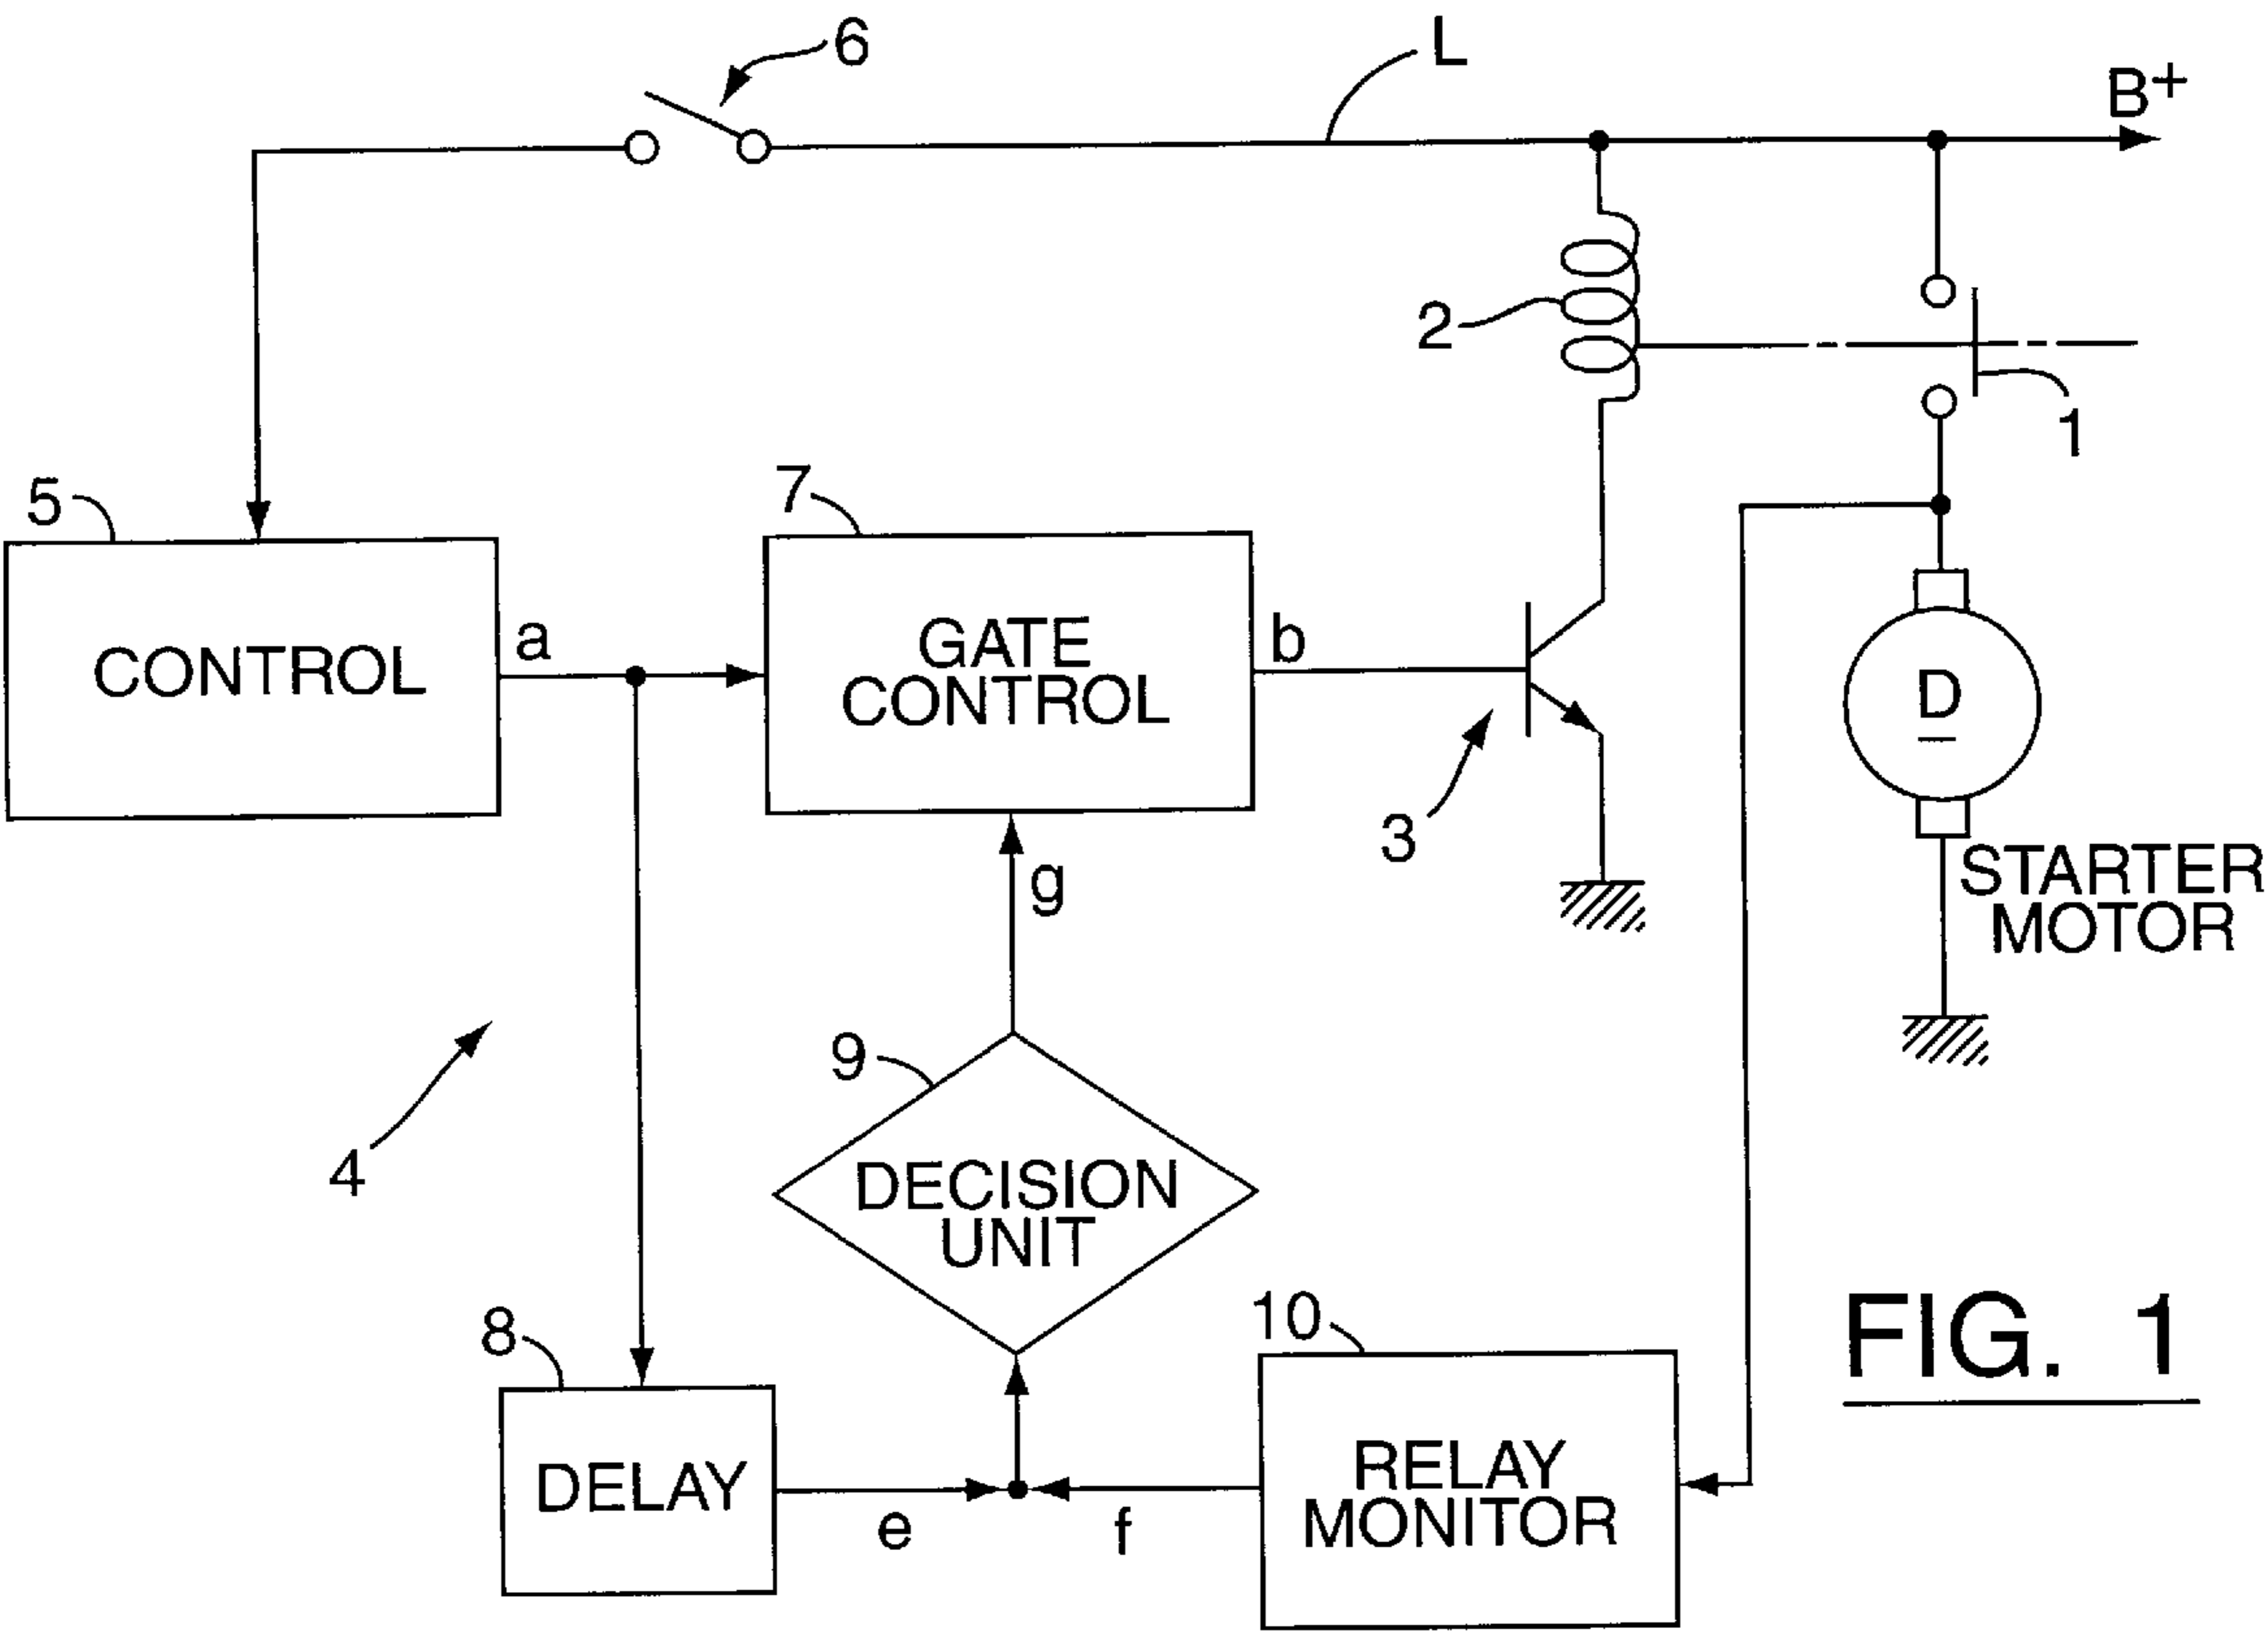 6
L
B+
2
1
5
7
CONTROL
a
GATE
CONTROL
b
D
3
STARTER
MOTOR
g
9
4
DECISION
UNIT
8
10
FIG. 1
DELAY
RELAY
MONITOR
e
f